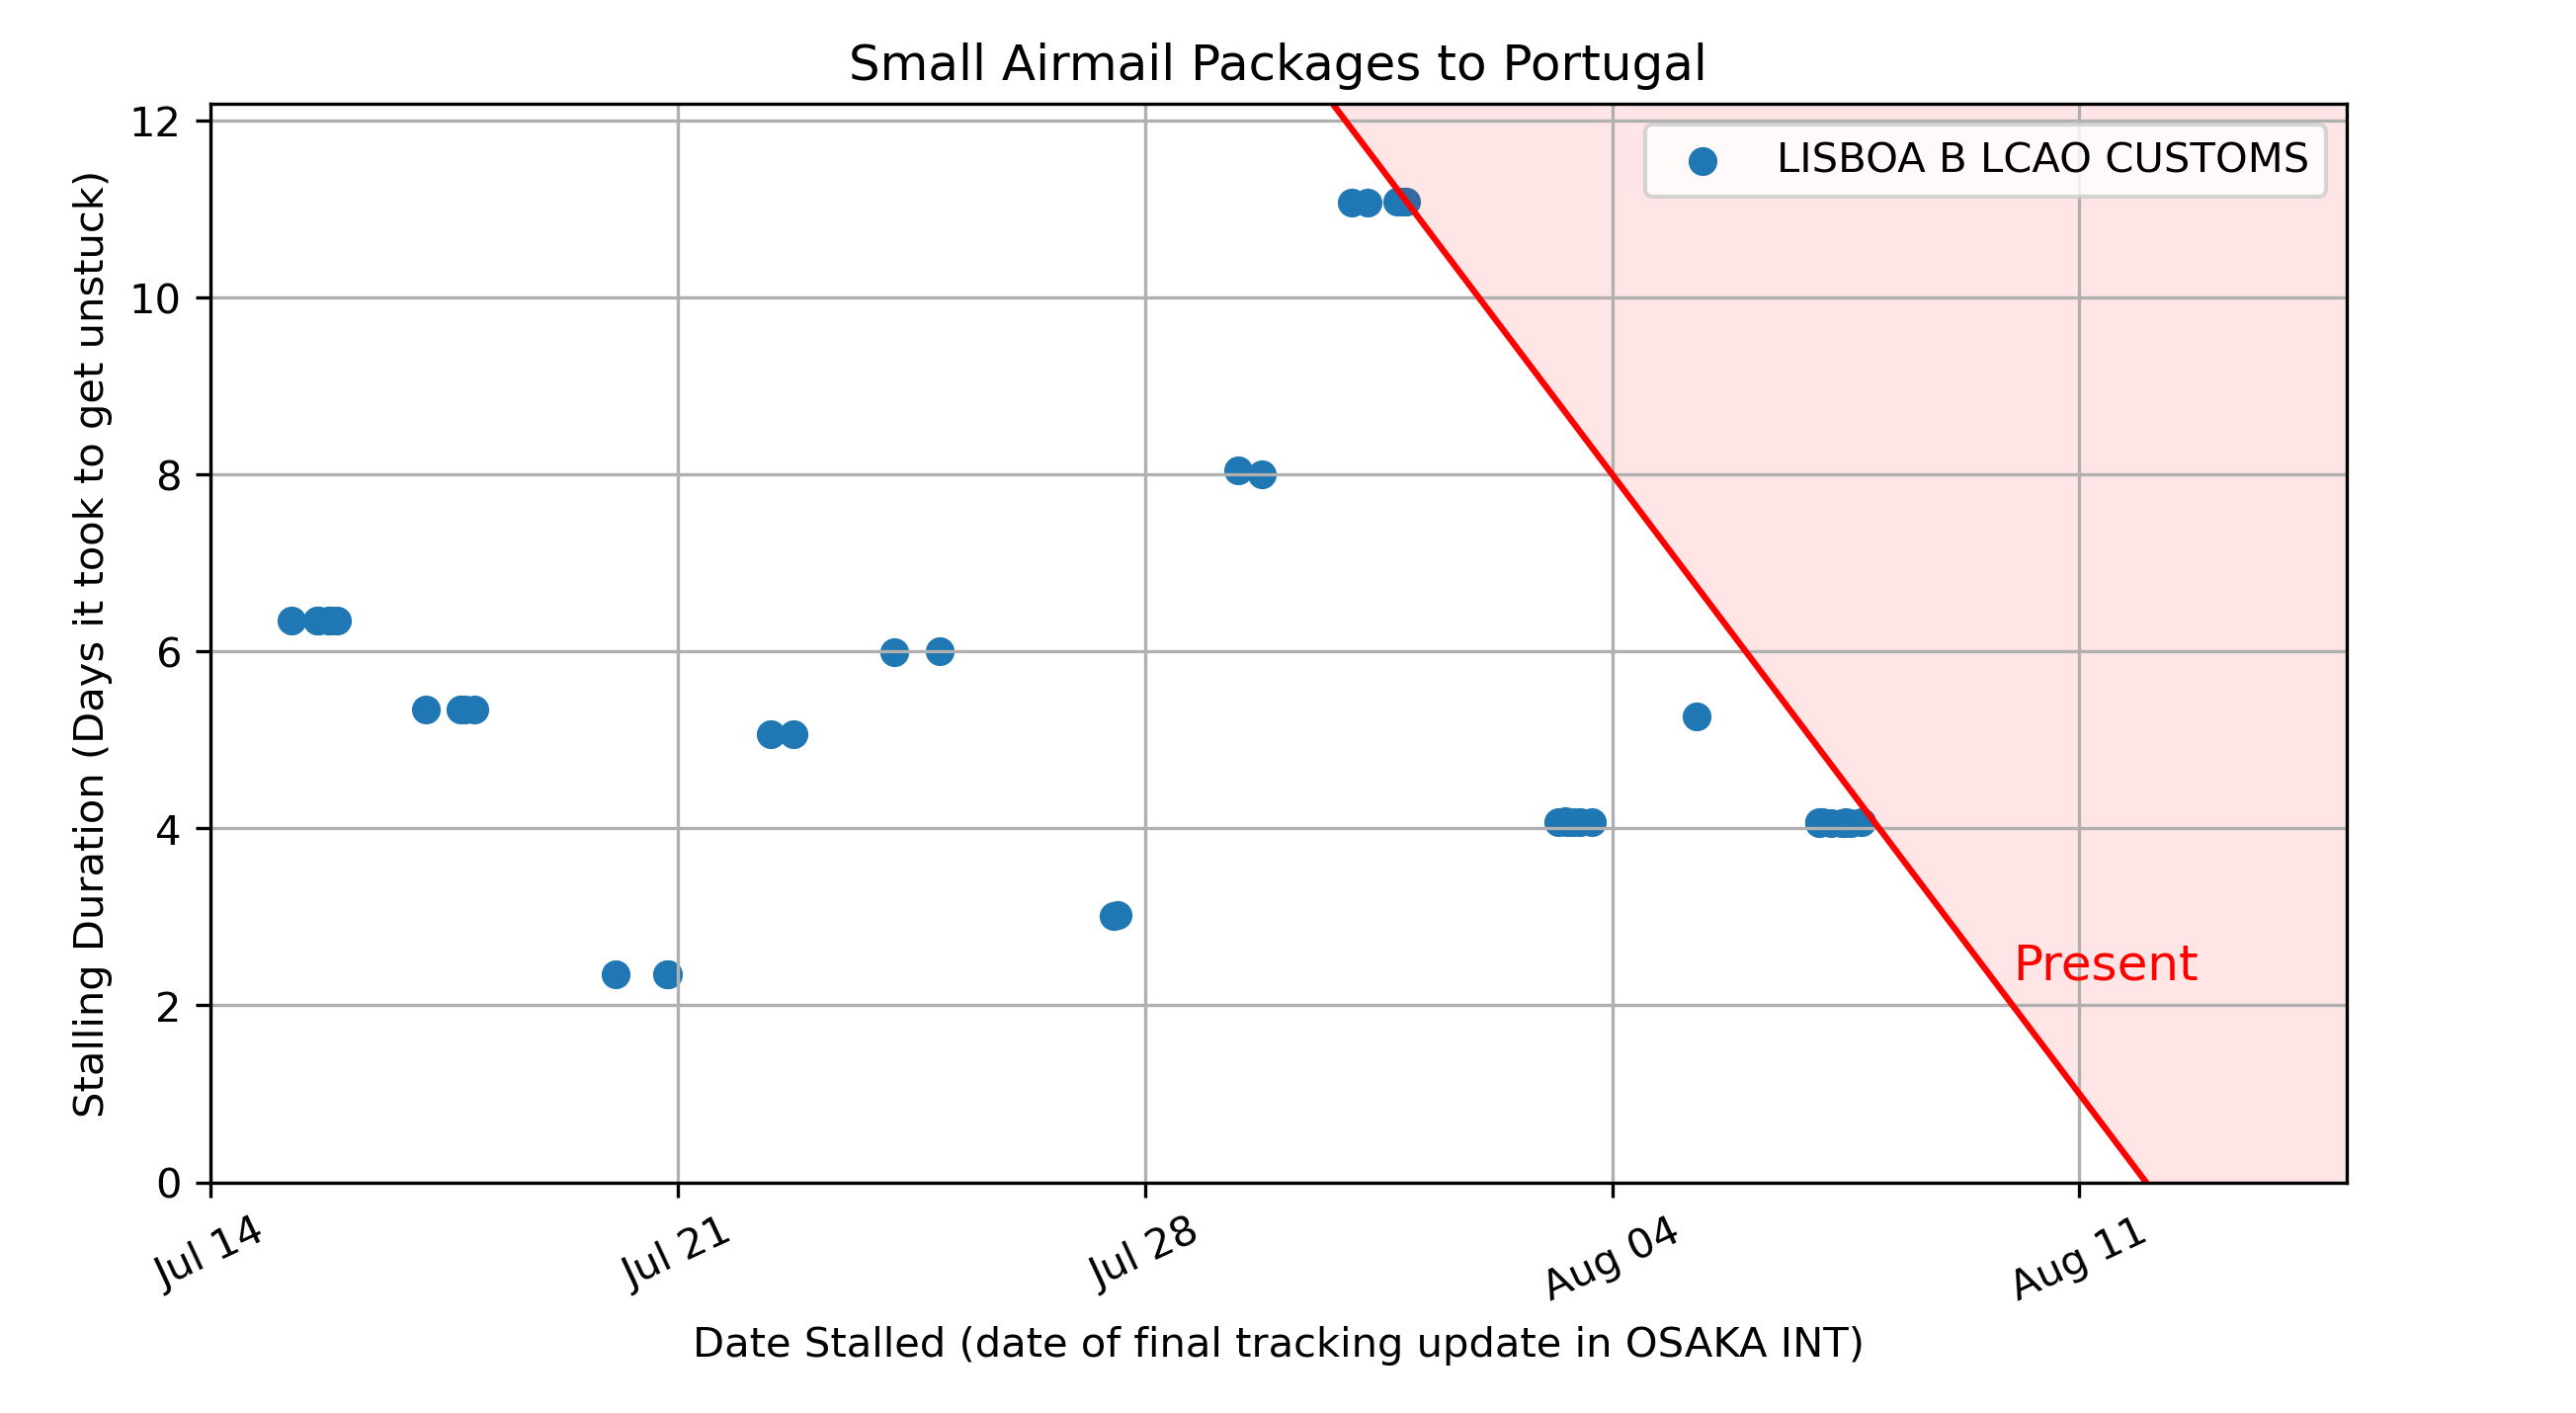 Small Airmail Packages to Portugal
LISBOA B LCAO CUSTOMS
Stalling Duration (Days it took to get unstuck)
12
10
8
6
4
2
0
Present
Jul 14
Jul 21
Jul 28
Aug 04
Aug 11
Date Stalled (date of final tracking update in OSAKA INT)